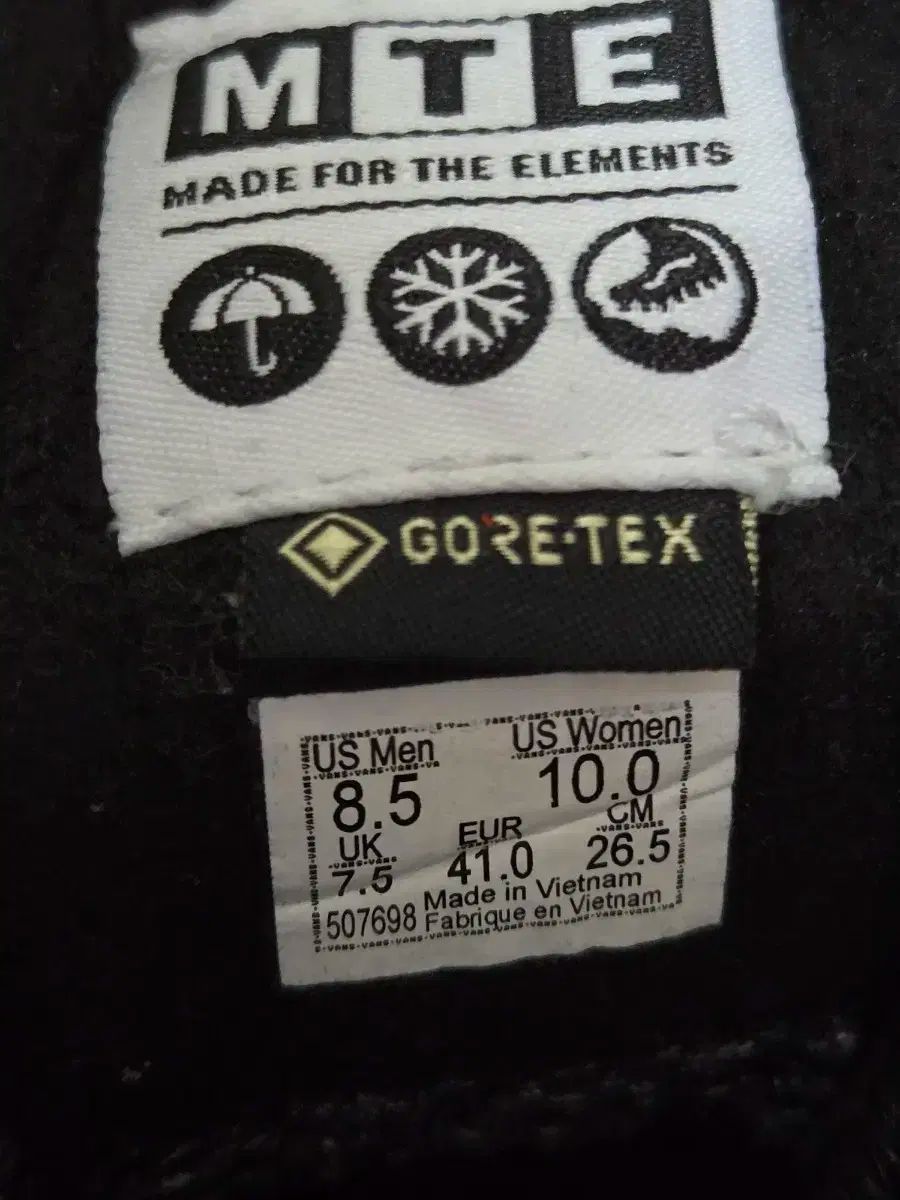 MTE
MADE FOR THE ELEMENTS
GORE-TEX
US Men US Women
8.5 10.0
UK EUR CM
7.5 41.0 26.5
Made in Vietnam
507698 Fabrique en Vietnam